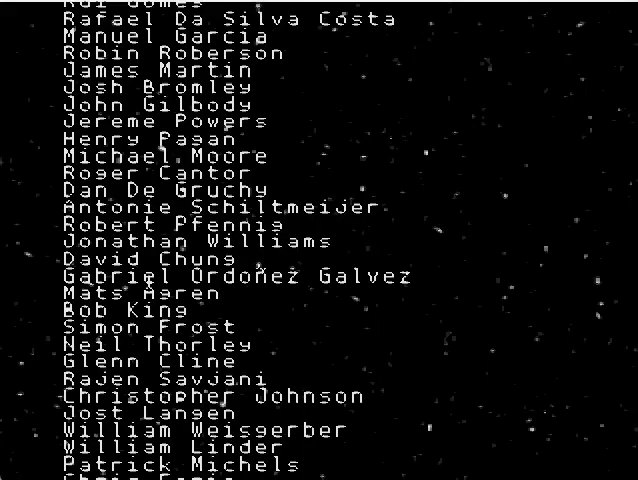 Rui Gomes
Rafael Da Silva Costa
Manuel Garcia
Robin Roberson
James Martin
Josh Bromley
John Gilbody
Jereme Powers
Henry Pagan
Michael Moore
Roger Cantor
Dan De Gruchy
Antonie Schiltmeijer
Robert Pfennig
Jonathan Williams
David Chung
Gabriel Ordoñez Galvez
Mats Agren
Bob King
Simon Frost
Neil Thorley
Glenn Cline
Rajen Savjani
Christopher Johnson
Jost Langen
William Weisgerber
William Linder
Patrick Michels